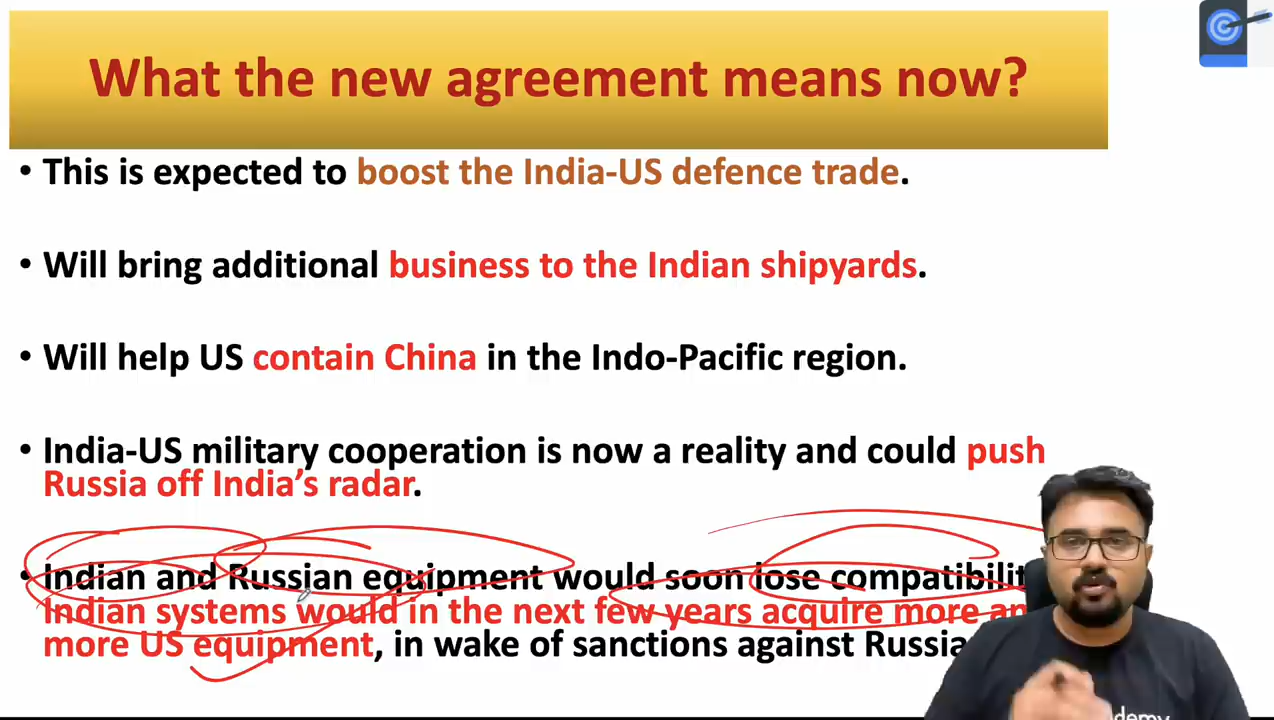 What the new agreement means now?
• This is expected to boost the India-US defence trade.
• Will bring additional business to the Indian shipyards.
• Will help US contain China in the Indo-Pacific region.
• India-US military cooperation is now a reality and could push
Russia off India's radar.
• Indian and Russian equipment would soon lose
Indian systems would in the next few years acquire more
more US equipment, in wake of sanctions against Russia